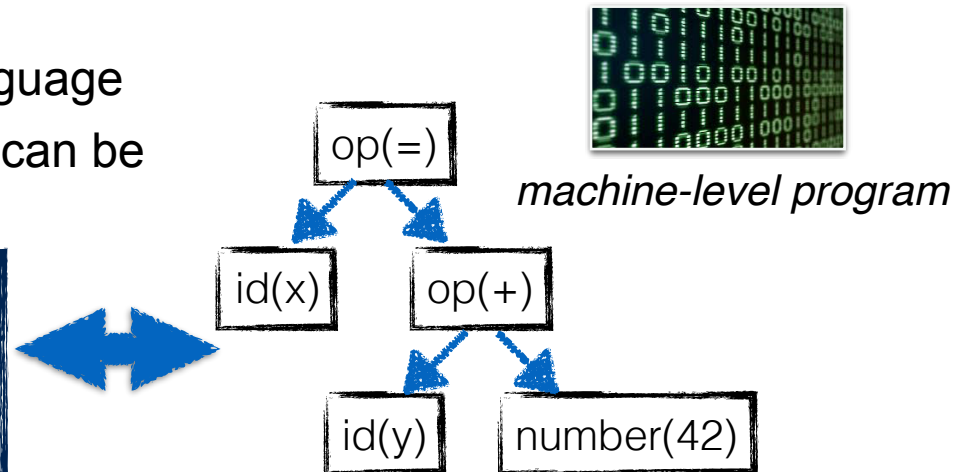 guage
can be
op(=)
machine-level program
id(x)
op(+)
id(y)
number(42)